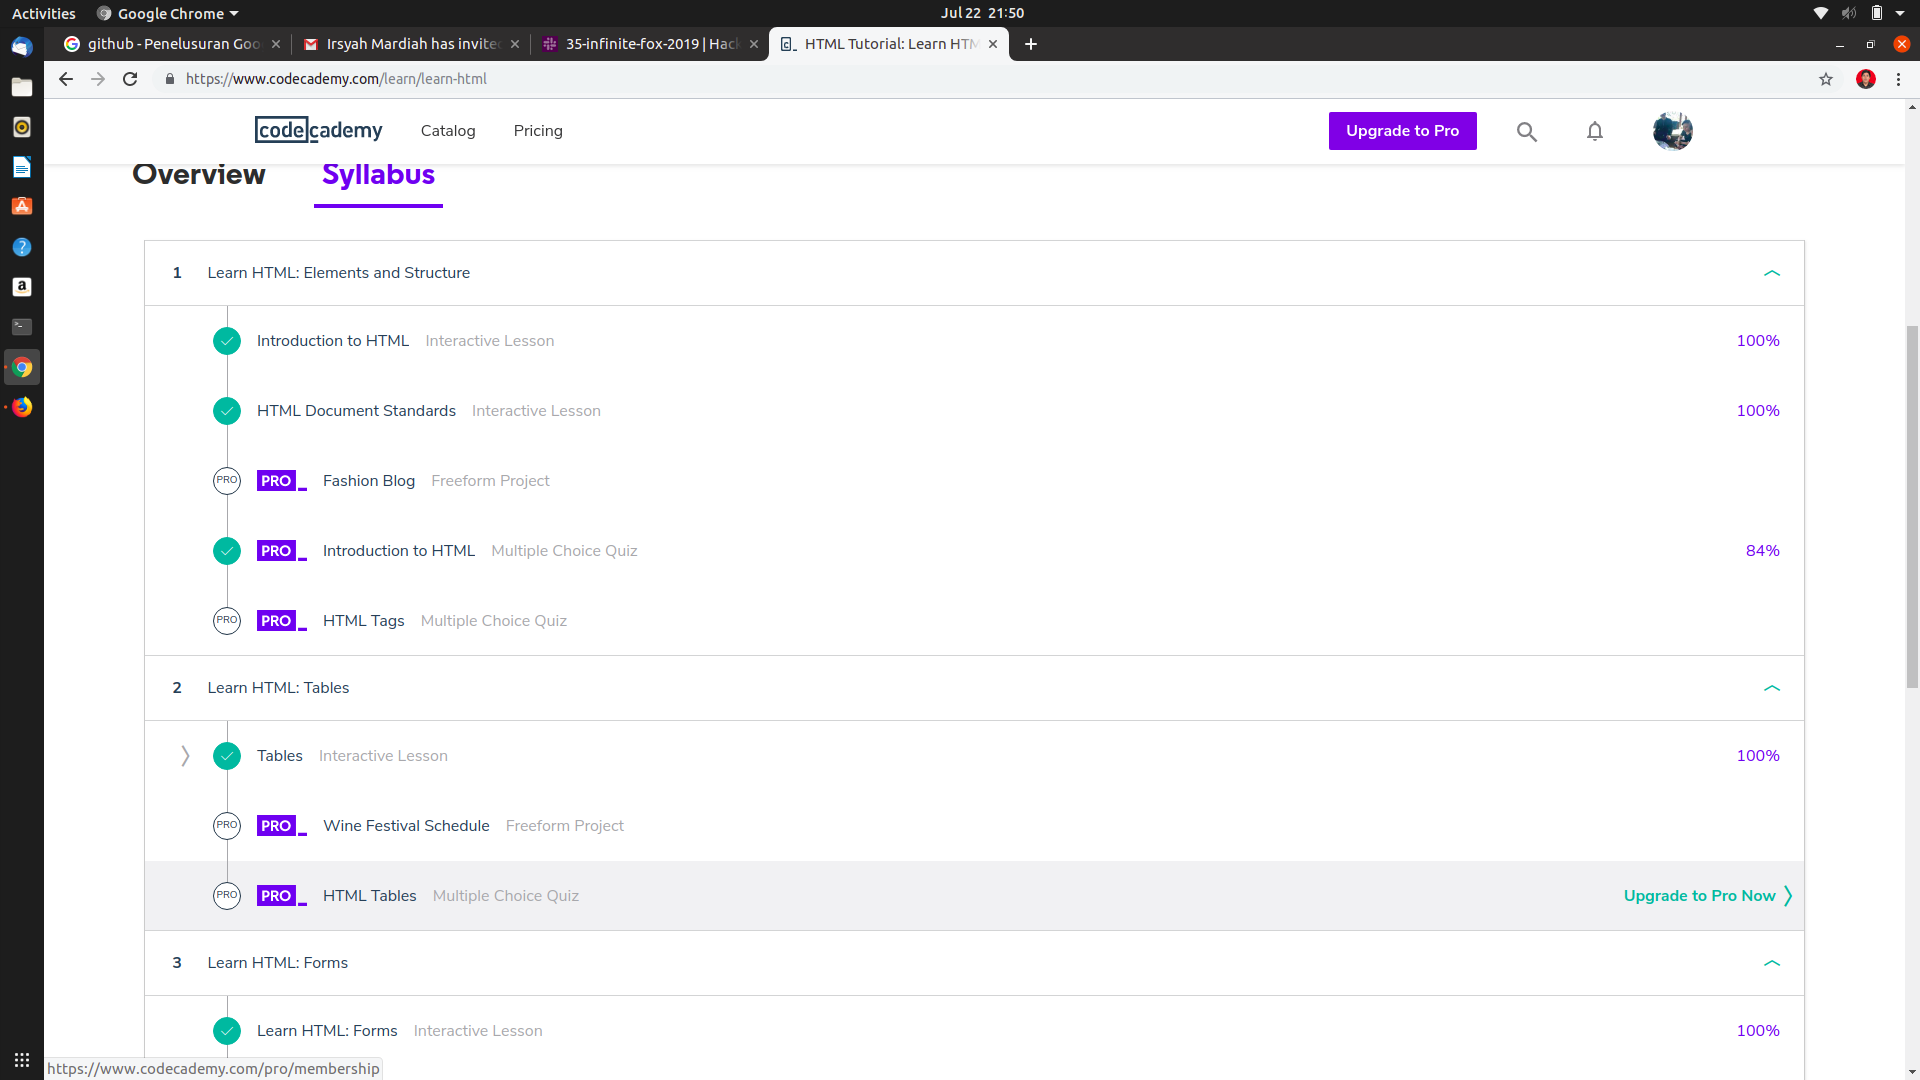 Activities Google Chrome Jul 22 21:50
github - Penelusuran Goo Irsyah Mardiah has invite 35-infinite-fox-2019 | Hac HTML Tutorial: Learn HTM
https://www.codecademy.com/learn/learn-html
codecademy Catalog Pricing Upgrade to Pro
Overview Syllabus
1 Learn HTML: Elements and Structure
Introduction to HTML Interactive Lesson 100%
HTML Document Standards Interactive Lesson 100%
PRO PRO_ Fashion Blog Freeform Project
PRO_ Introduction to HTML Multiple Choice Quiz 84%
PRO PRO_ HTML Tags Multiple Choice Quiz
2 Learn HTML: Tables
Tables Interactive Lesson 100%
PRO PRO_ Wine Festival Schedule Freeform Project
PRO PRO_ HTML Tables Multiple Choice Quiz Upgrade to Pro Now
3 Learn HTML: Forms
Learn HTML: Forms Interactive Lesson 100%
https://www.codecademy.com/pro/membership